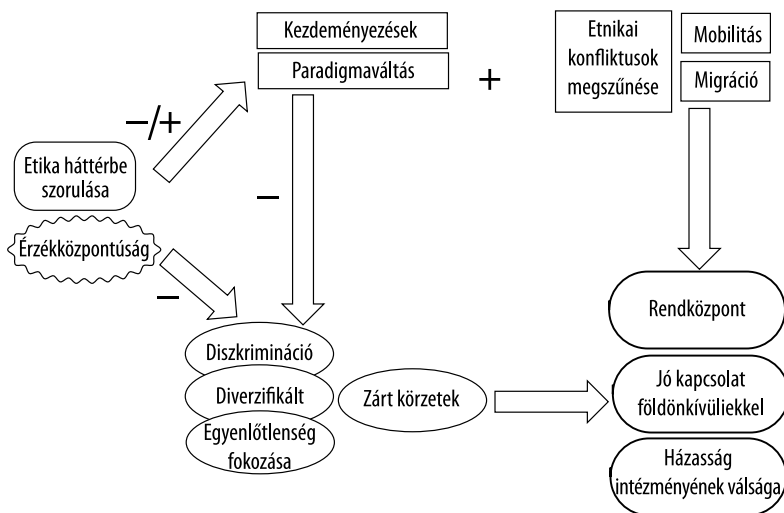 Kezdeményezések
Paradigmaváltás
+
Etnikai
konfliktusok
megszűnése
Mobilitás
Migráció
−/+
Etika háttérbe
szorulása
Érzékközpontúság
−
−
Diszkrimináció
Diverzifikált
Egyenlőtlenség
fokozása
Zárt körzetek
Rendközpont
Jó kapcsolat
földönkívüliekkel
Házasság
intézményének válsága